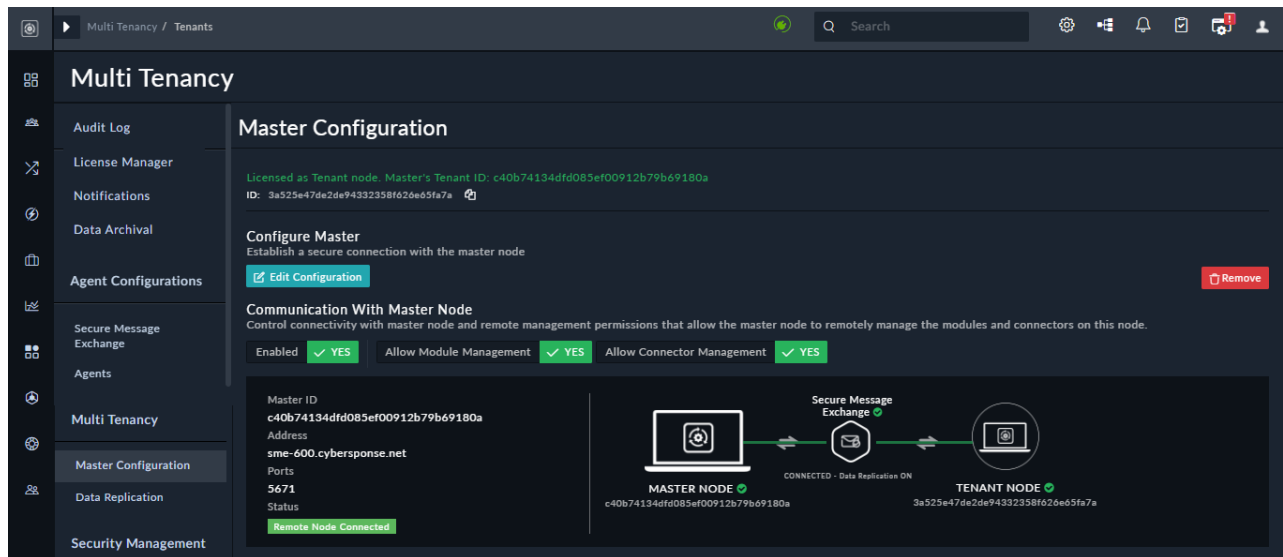 Multi Tenancy / Tenants
Search
Multi Tenancy
Audit Log
License Manager
Notifications
Data Archival
Agent Configurations
Secure Message
Exchange
Agents
Multi Tenancy
Master Configuration
Data Replication
Security Management
Master Configuration
Licensed as Tenant node. Master's Tenant ID: c40b74134dfd085ef00912b79b69180a
ID: 3a525e47de2de94332358f626e65fa7a
Configure Master
Establish a secure connection with the master node
Edit Configuration
Remove
Communication With Master Node
Control connectivity with master node and remote management permissions that allow the master node to remotely manage the modules and connectors on this node.
Enabled YES Allow Module Management YES Allow Connector Management YES
Master ID
c40b74134dfd085ef00912b79b69180a
Address
sme-600.cybersponse.net
Ports
5671
Status
Remote Node Connected
Secure Message
Exchange
CONNECTED - Data Replication ON
MASTER NODE
c40b74134dfd085ef00912b79b69180a
TENANT NODE
3a525e47de2de94332358f626e65fa7a